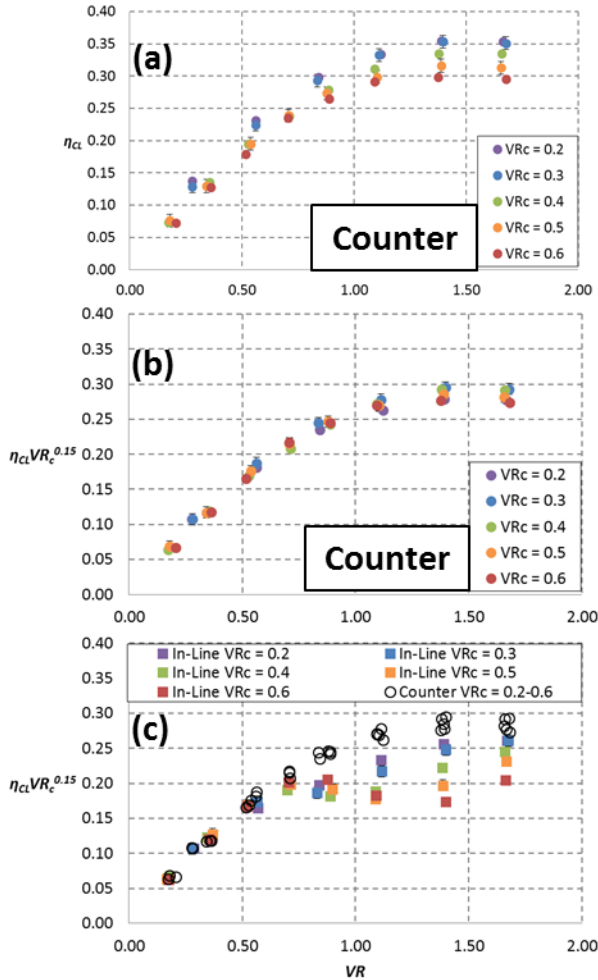 0.40
(a)
0.35
0.30
0.25
ηCL
0.20
VRc = 0.2
0.15
VRc = 0.3
0.10
VRc = 0.4
Counter
0.05
VRc = 0.5
VRc = 0.6
0.00
0.00 0.50 1.00 1.50 2.00
0.40
(b)
0.35
0.30
0.25
ηCLVRc^0.15
0.20
VRc = 0.2
0.15
VRc = 0.3
0.10
VRc = 0.4
Counter
0.05
VRc = 0.5
VRc = 0.6
0.00
0.00 0.50 1.00 1.50 2.00
0.40
In-Line VRc = 0.2 In-Line VRc = 0.3
In-Line VRc = 0.4 In-Line VRc = 0.5
0.35
In-Line VRc = 0.6 Counter VRc = 0.2-0.6
(c)
0.30
0.25
ηCLVRc^0.15
0.20
0.15
0.10
0.05
0.00
0.00 0.50 1.00 1.50 2.00
VR